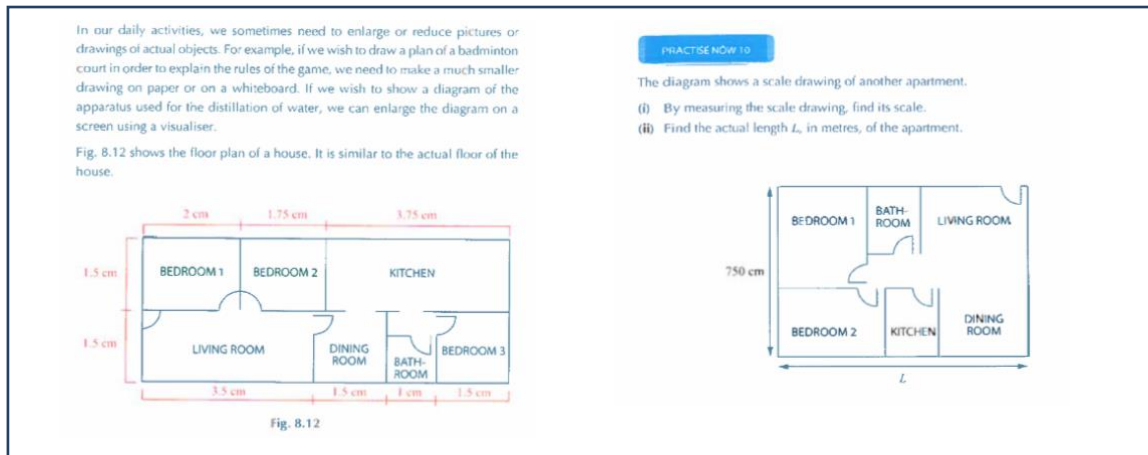 In our daily activities, we sometimes need to enlarge or reduce pictures or
drawings of actual objects. For example, if we wish to draw a plan of a badminton
court in order to explain the rules of the game, we need to make a much smaller
drawing on paper or on a whiteboard. If we wish to show a diagram of the
apparatus used for the distillation of water, we can enlarge the diagram on a
screen using a visualiser.
Fig. 8.12 shows the floor plan of a house. It is similar to the actual floor of the
house.
2 cm 1.75 cm 3.75 cm
1.5 cm
BEDROOM 1 BEDROOM 2 KITCHEN
1.5 cm
LIVING ROOM
DINING
ROOM
BATH-
ROOM
BEDROOM 3
3.5 cm 1.5 cm 1 cm 1.5 cm
Fig. 8.12
PRACTISE NOW 10
The diagram shows a scale drawing of another apartment.
(i) By measuring the scale drawing, find its scale.
(ii) Find the actual length L, in metres, of the apartment.
BEDROOM 1
BATH-
ROOM
LIVING ROOM
750 cm
BEDROOM 2
KITCHEN
DINING
ROOM
L